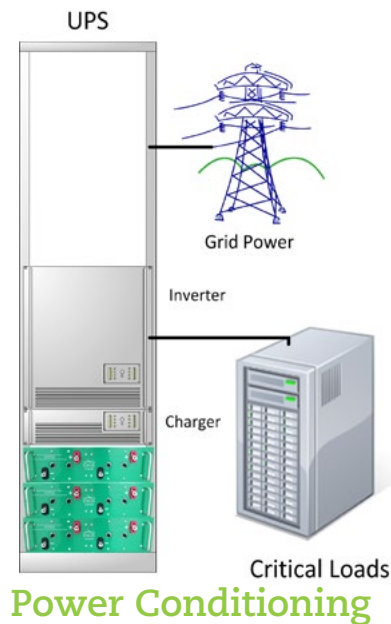 UPS
Grid Power
Inverter
Charger
Critical Loads
Power Conditioning